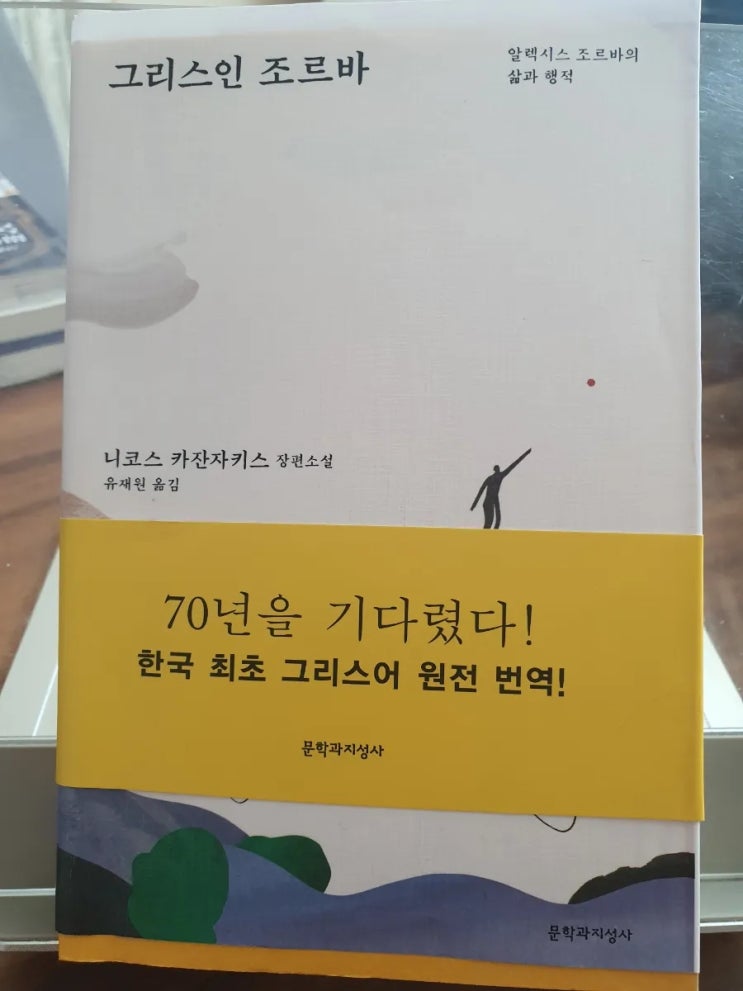 그리스인 조르바
알렉시스 조르바의
삶과 행적
니코스 카잔자키스 장편소설
유재원 옮김
70년을 기다렸다!
한국 최초 그리스어 원전 번역!
문학과지성사
문학과지성사